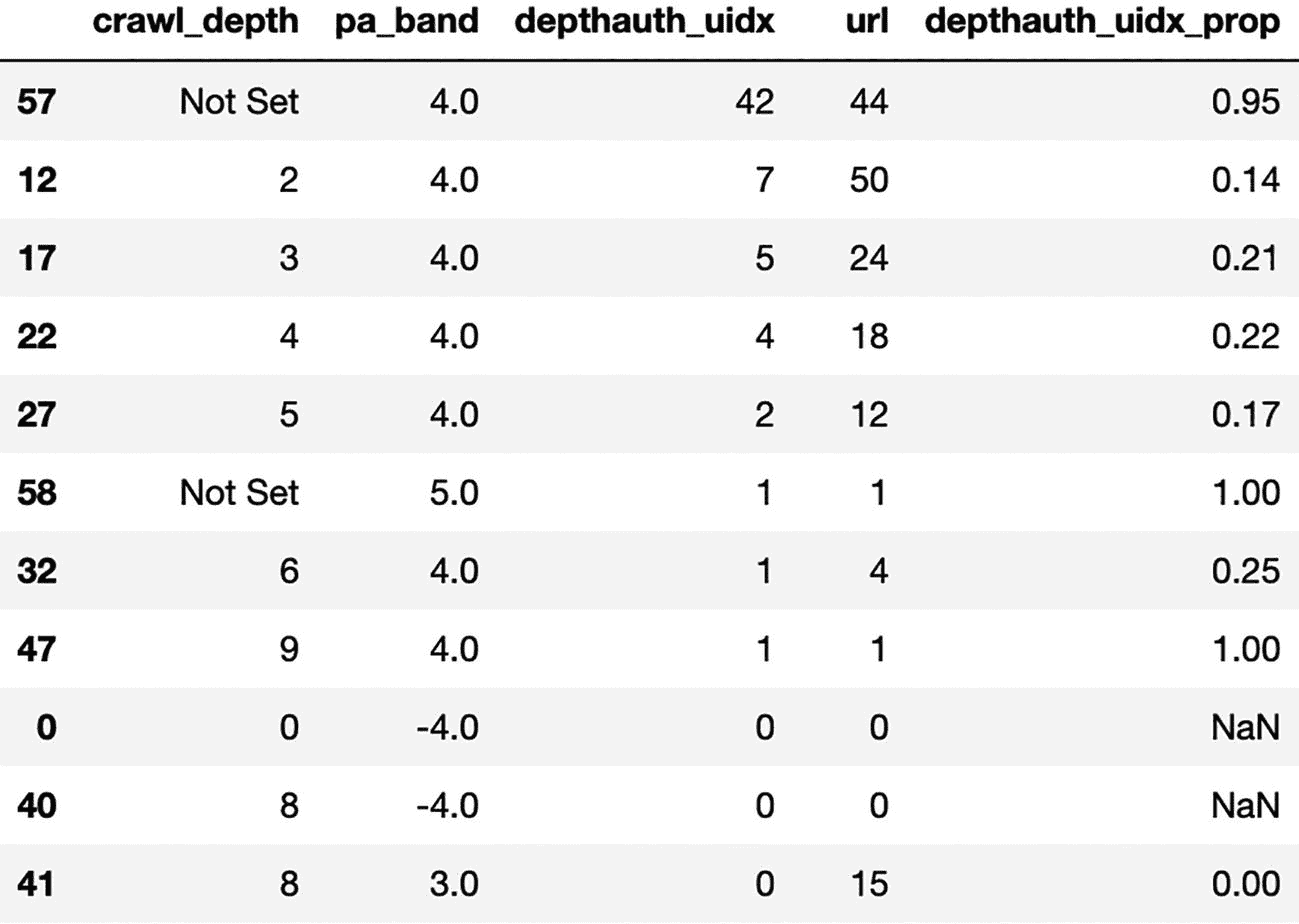 crawl_depth pa_band depthauth_uidx url depthauth_uidx_prop
57 Not Set 4.0 42 44 0.95
12 2 4.0 7 50 0.14
17 3 4.0 5 24 0.21
22 4 4.0 4 18 0.22
27 5 4.0 2 12 0.17
58 Not Set 5.0 1 1 1.00
32 6 4.0 1 4 0.25
47 9 4.0 1 1 1.00
0 0 -4.0 0 0 NaN
40 8 -4.0 0 0 NaN
41 8 3.0 0 15 0.00